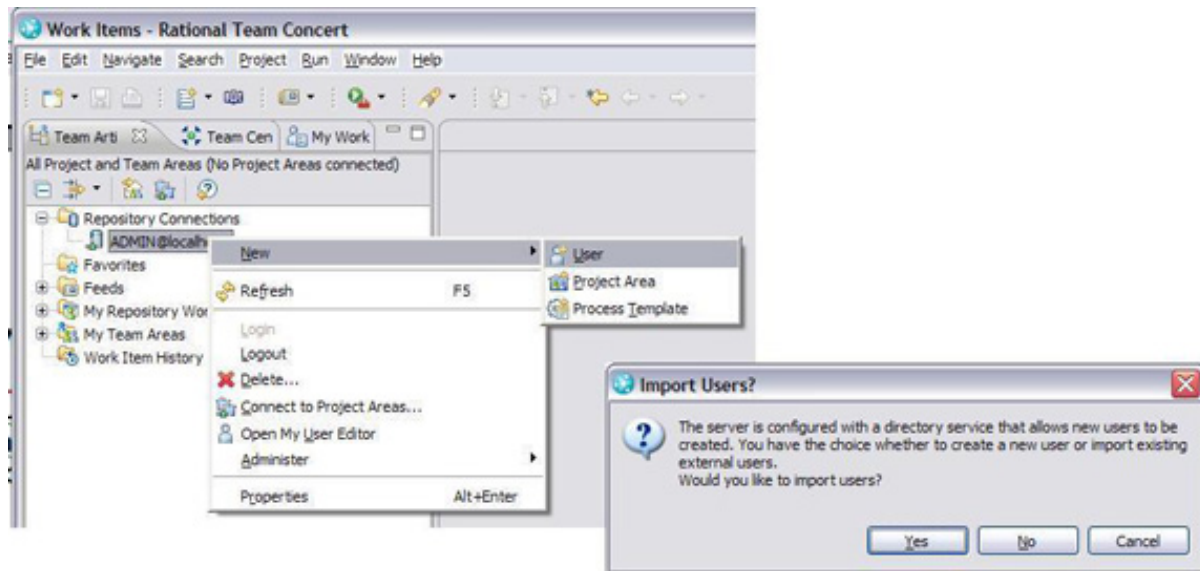 Work Items - Rational Team Concert
File Edit Navigate Search Project Run Window Help
Team Arti Team Cen My Work
All Project and Team Areas (No Project Areas connected)
Repository Connections
ADMIN@localh
Favorites
Feeds
My Repository Wor
My Team Areas
Work Item History
New
Refresh F5
Login
Logout
Delete...
Connect to Project Areas...
Open My User Editor
Administer
Properties Alt+Enter
User
Project Area
Process Template
Import Users?
The server is configured with a directory service that allows new users to be
created. You have the choice whether to create a new user or import existing
external users.
Would you like to import users?
Yes No Cancel